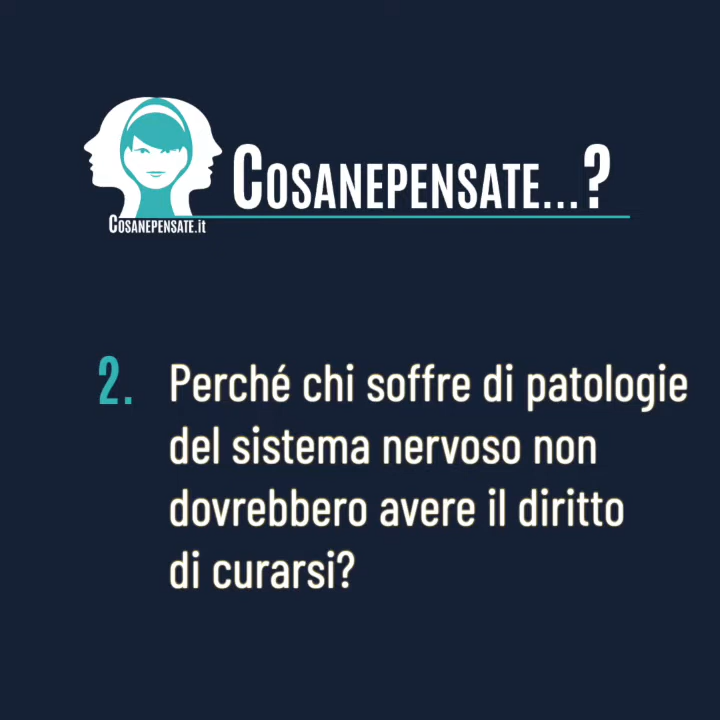 COSANEPENSATE...?
COSANEPENSATE.it
2. Perché chi soffre di patologie
del sistema nervoso non
dovrebbero avere il diritto
di curarsi?